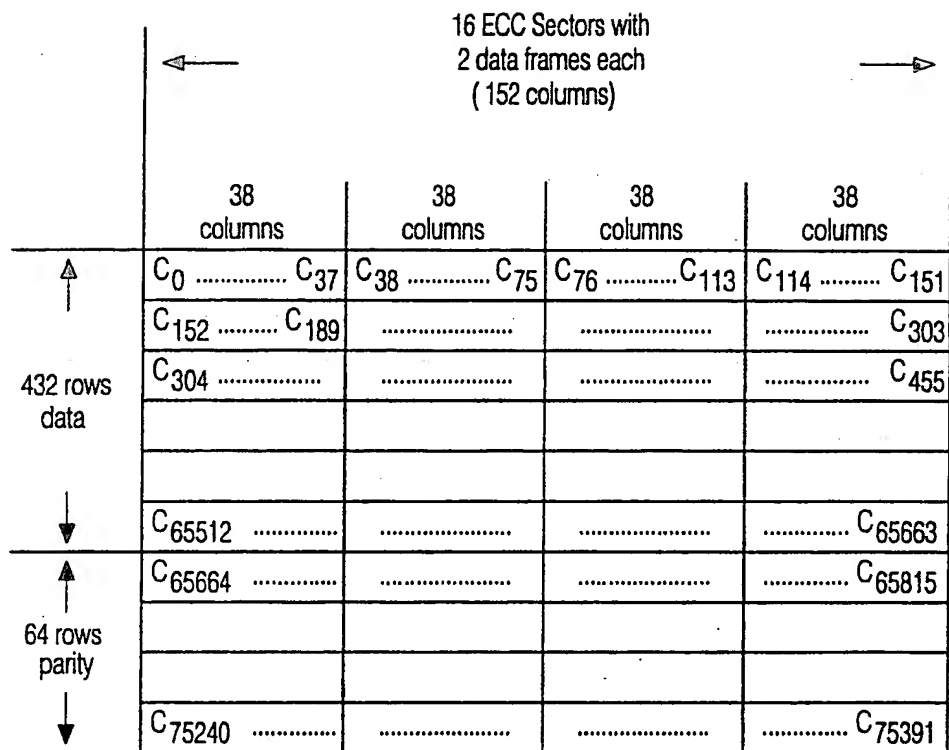 16 ECC Sectors with
2 data frames each
( 152 columns)
38 columns
38 columns
38 columns
38 columns
C0 .............. C37 C38 .............. C75 C76 ........... C113 C114 ......... C151
C152 ......... C189 ...................... ...................... ............... C303
C304 ................. ...................... ...................... ............... C455
432 rows
data
C65512 .............. ...................... ...................... ............ C65663
C65664 .............. ...................... ...................... ............ C65815
64 rows
parity
C75240 .............. ...................... ...................... ............ C75391